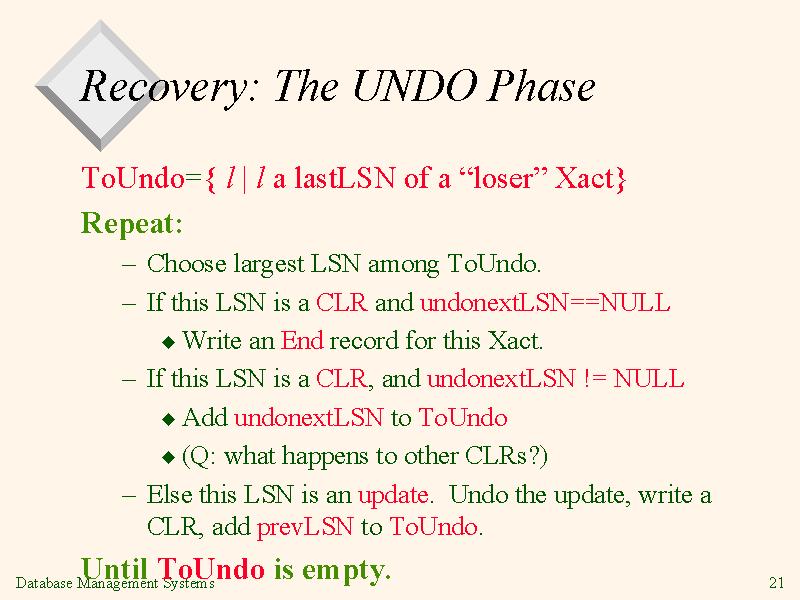 Recovery: The UNDO Phase
ToUndo={ l | l a lastLSN of a “loser” Xact}
Repeat:
– Choose largest LSN among ToUndo.
– If this LSN is a CLR and undonextLSN==NULL
◆ Write an End record for this Xact.
– If this LSN is a CLR, and undonextLSN != NULL
◆ Add undonextLSN to ToUndo
◆ (Q: what happens to other CLRs?)
– Else this LSN is an update. Undo the update, write a
CLR, add prevLSN to ToUndo.
Until ToUndo is empty.
Database Management Systems
21